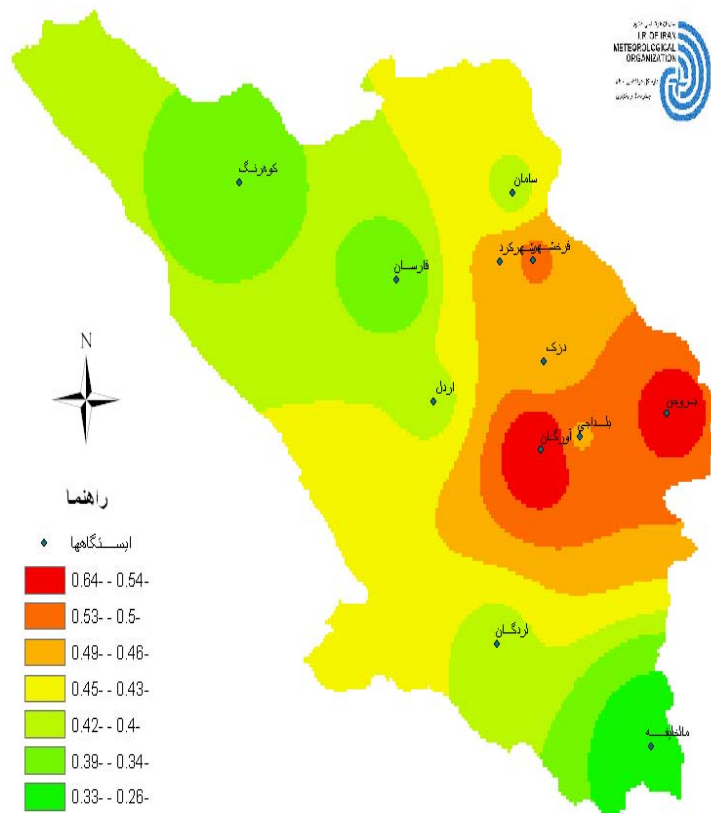 I.R. OF IRAN
METEOROLOGICAL
ORGANIZATION
کوهرنگ
سامان
فرخشهر
شهرکرد
فارسان
دزک
اردل
بروجن
بلداجی
آورگان
N
راهنما
ایستگاهها
0.64- - 0.54-
0.53- - 0.5-
0.49- - 0.46-
0.45- - 0.43-
0.42- - 0.4-
0.39- - 0.34-
0.33- - 0.26-
لردگان
مالخلیفه